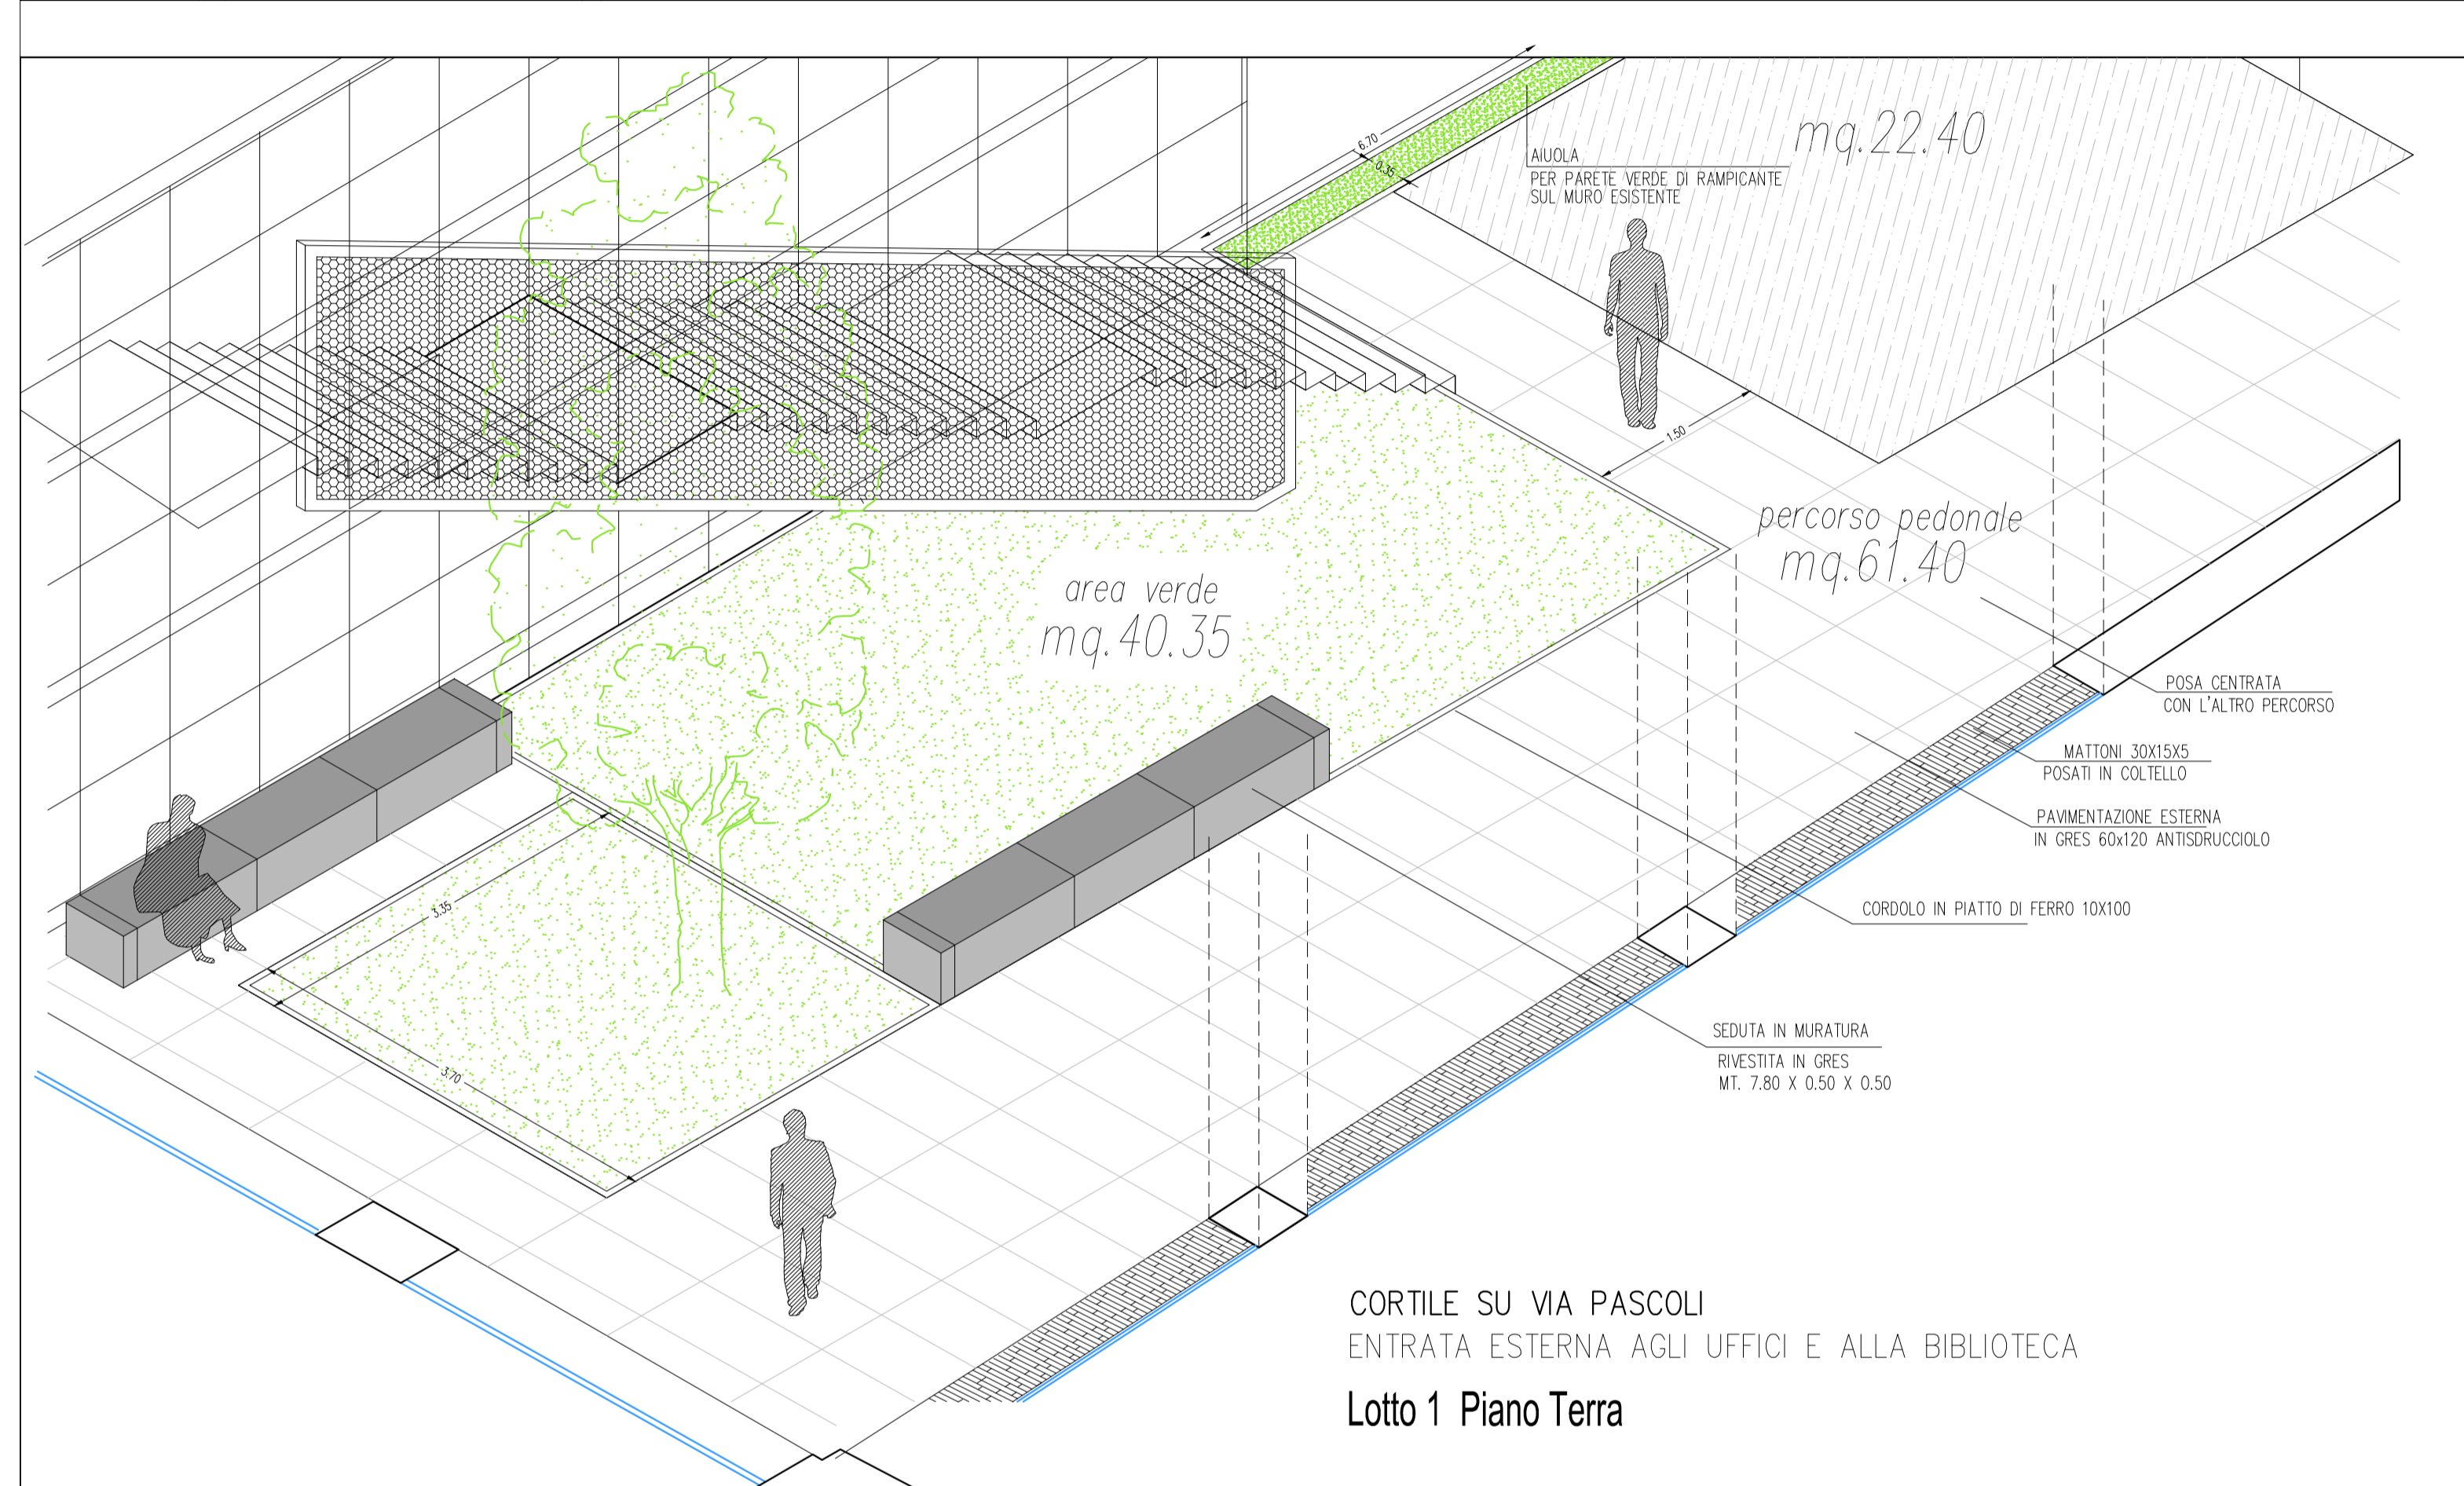 mq.22.40
6.70
0.35
AIUOLA
PER PARETE VERDE DI RAMPICANTE
SUL MURO ESISTENTE
1.50
percorso pedonale
mq.61.40
area verde
mq.40.35
POSA CENTRATA
CON L'ALTRO PERCORSO
MATTONI 30X15X5
POSATI IN COLTELLO
PAVIMENTAZIONE ESTERNA
IN GRES 60x120 ANTISDRUCCIOLO
CORDOLO IN PIATTO DI FERRO 10X100
3.35
SEDUTA IN MURATURA
RIVESTITA IN GRES
MT. 7.80 X 0.50 X 0.50
3.70
CORTILE SU VIA PASCOLI
ENTRATA ESTERNA AGLI UFFICI E ALLA BIBLIOTECA
Lotto 1 Piano Terra